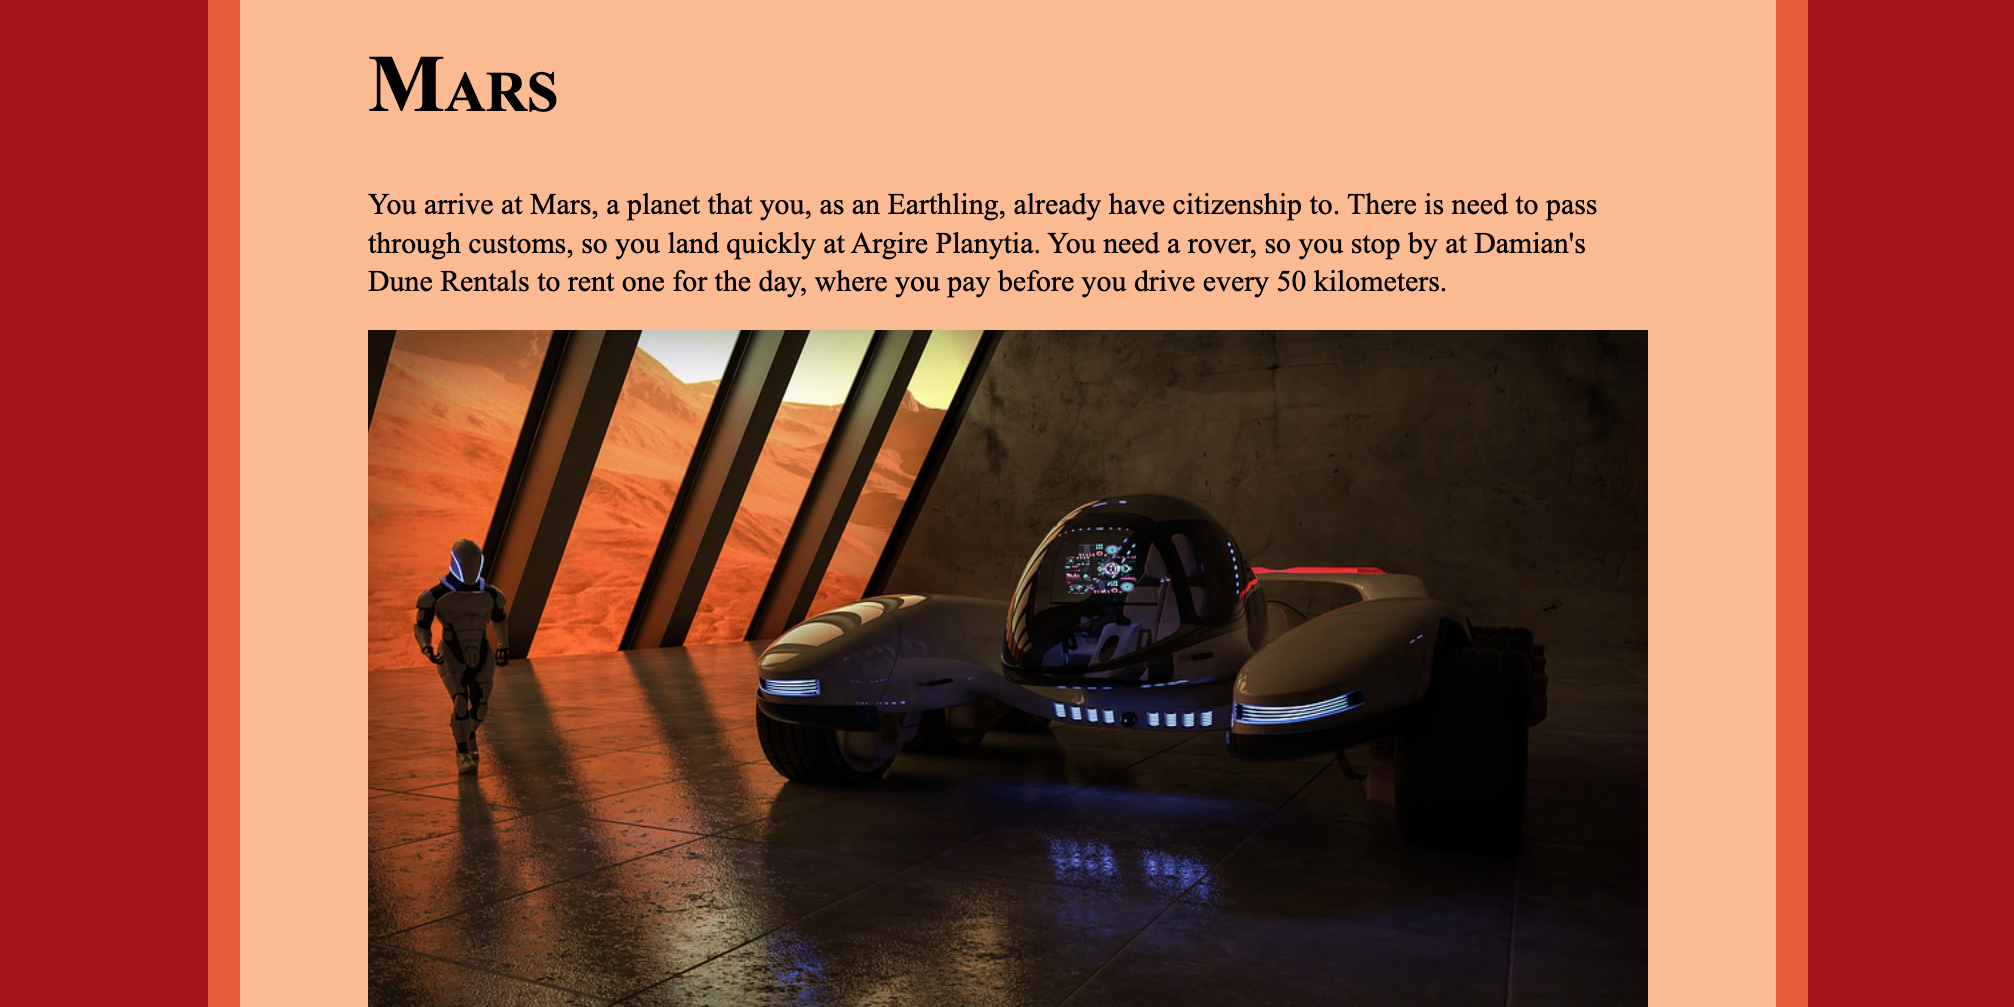 Mars
You arrive at Mars, a planet that you, as an Earthling, already have citizenship to. There is need to pass
through customs, so you land quickly at Argire Planytia. You need a rover, so you stop by at Damian's
Dune Rentals to rent one for the day, where you pay before you drive every 50 kilometers.